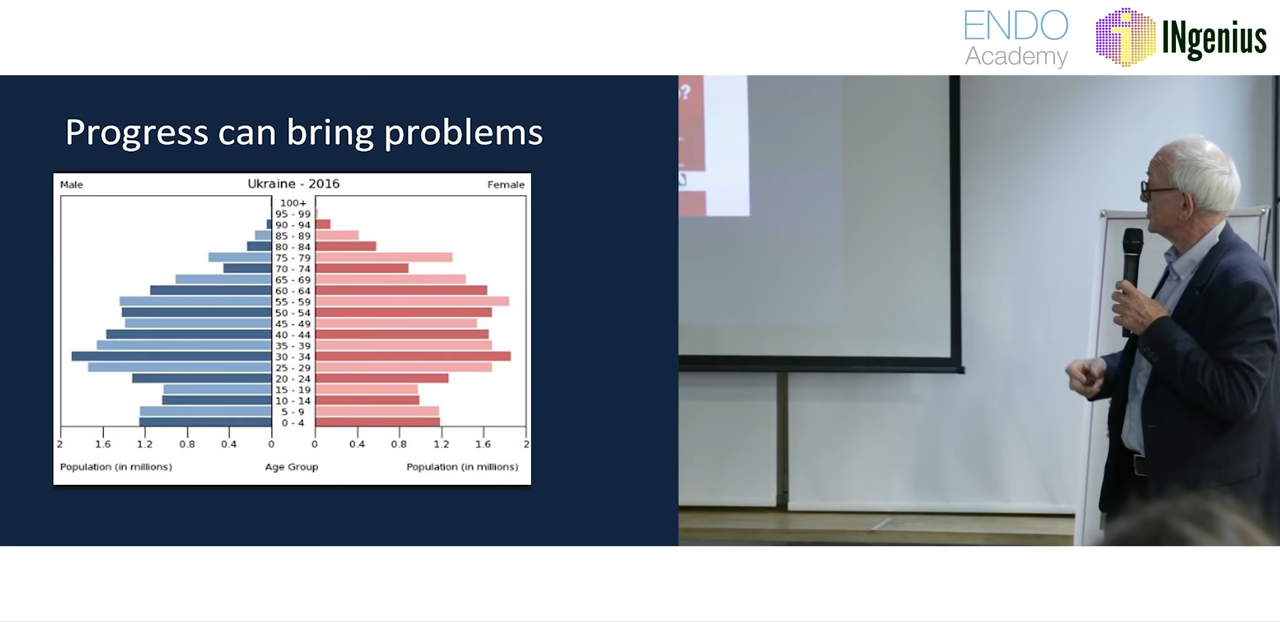 ENDO
Academy
INgenius
Progress can bring problems
Male
Ukraine - 2016
Female
100+
95 - 99
90 - 94
85 - 89
80 - 84
75 - 79
70 - 74
65 - 69
60 - 64
55 - 59
50 - 54
45 - 49
40 - 44
35 - 39
30 - 34
25 - 29
20 - 24
15 - 19
10 - 14
5 - 9
0 - 4
2 1.6 1.2 0.8 0.4 0 0 0.4 0.8 1.2 1.6 2
Population (in millions)
Age Group
Population (in millions)
?